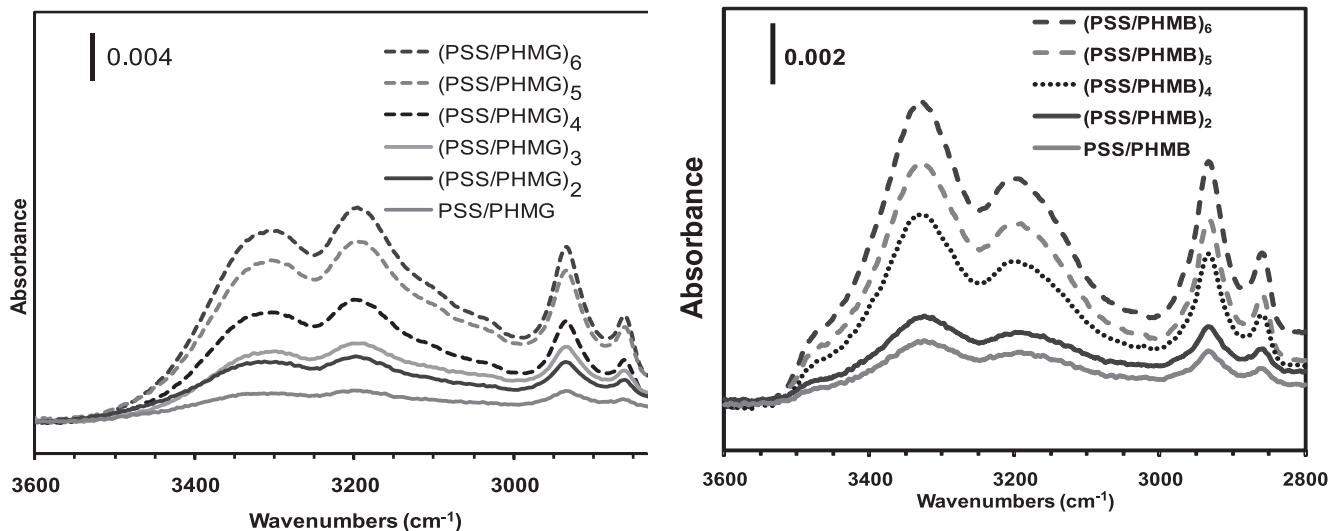 0.004
(PSS/PHMG)6
(PSS/PHMG)5
(PSS/PHMG)4
(PSS/PHMG)3
(PSS/PHMG)2
PSS/PHMG
Absorbance
3600 3400 3200 3000
Wavenumbers (cm-1)
0.002
(PSS/PHMB)6
(PSS/PHMB)5
(PSS/PHMB)4
(PSS/PHMB)2
PSS/PHMB
Absorbance
3600 3400 3200 3000 2800
Wavenumbers (cm-1)